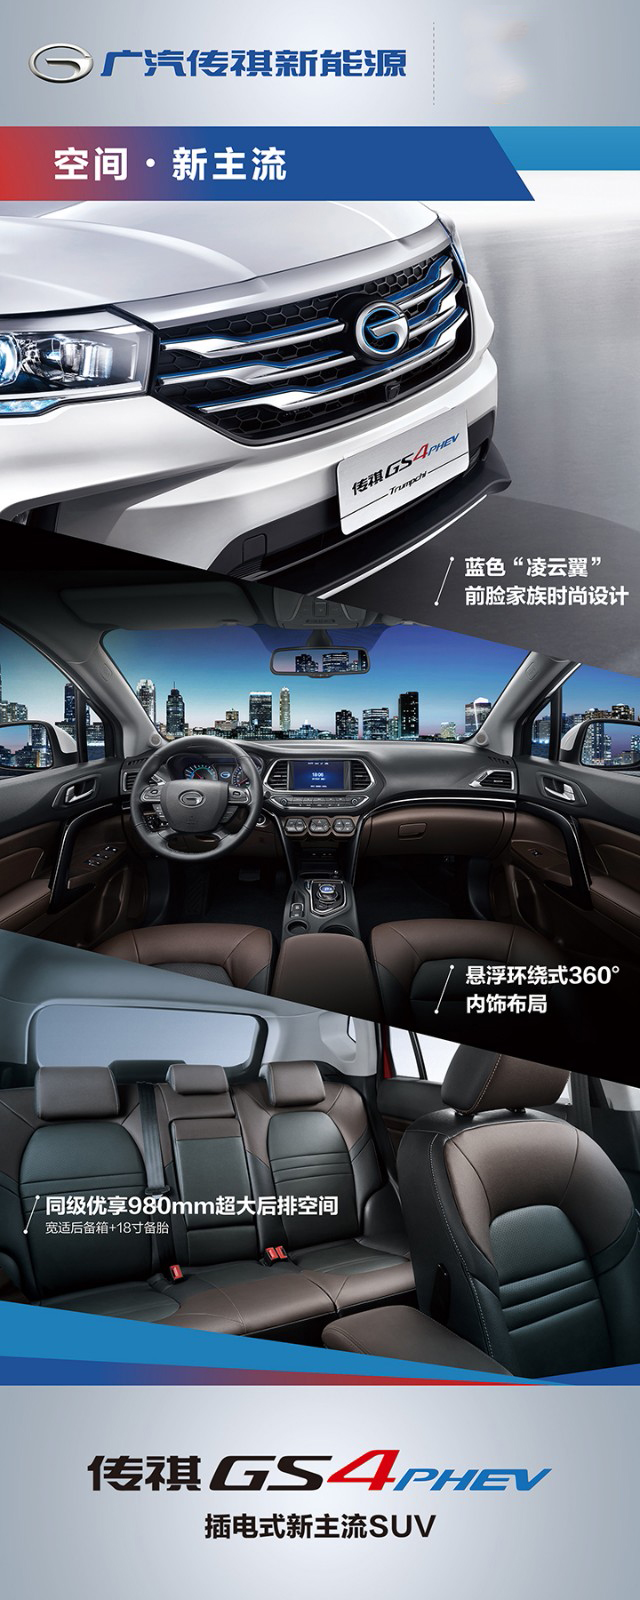 广汽传祺新能源
空间·新主流
传祺GS4PHEV
Trumpchi
蓝色“凌云翼”
前脸家族时尚设计
18:06
悬浮环绕式360°
内饰布局
同级优享980mm超大后排空间
宽适后备箱+18寸备胎
传祺GS4PHEV
插电式新主流SUV